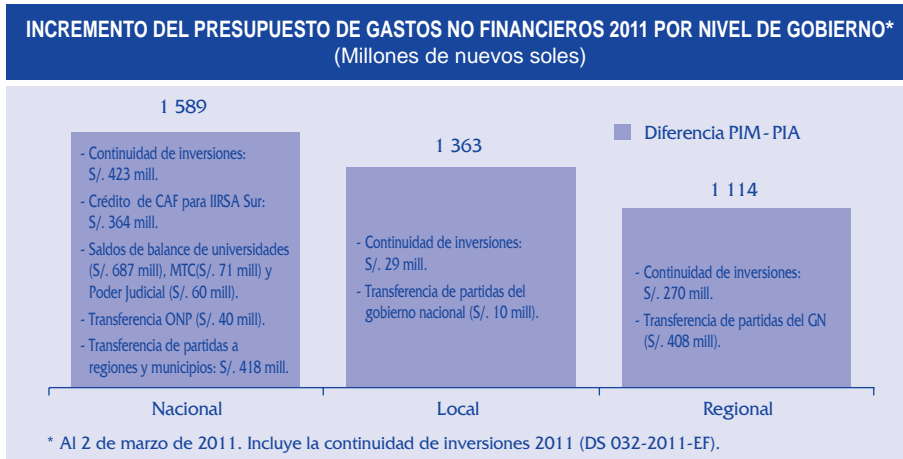 INCREMENTO DEL PRESUPUESTO DE GASTOS NO FINANCIEROS 2011 POR NIVEL DE GOBIERNO*
(Millones de nuevos soles)
1 589
- Continuidad de inversiones:
S/. 423 mill.
- Crédito de CAF para IIRSA Sur:
S/. 364 mill.
- Saldos de balance de universidades
(S/. 687 mill), MTC(S/. 71 mill) y
Poder Judicial (S/. 60 mill).
- Transferencia ONP (S/. 40 mill).
- Transferencia de partidas a
regiones y municipios: S/. 418 mill.
1 363
- Continuidad de inversiones:
S/. 29 mill.
- Transferencia de partidas del
gobierno nacional (S/. 10 mill).
Diferencia PIM - PIA
1 114
- Continuidad de inversiones:
S/. 270 mill.
- Transferencia de partidas del GN
(S/. 408 mill).
Nacional
Local
Regional
* Al 2 de marzo de 2011. Incluye la continuidad de inversiones 2011 (DS 032-2011-EF).